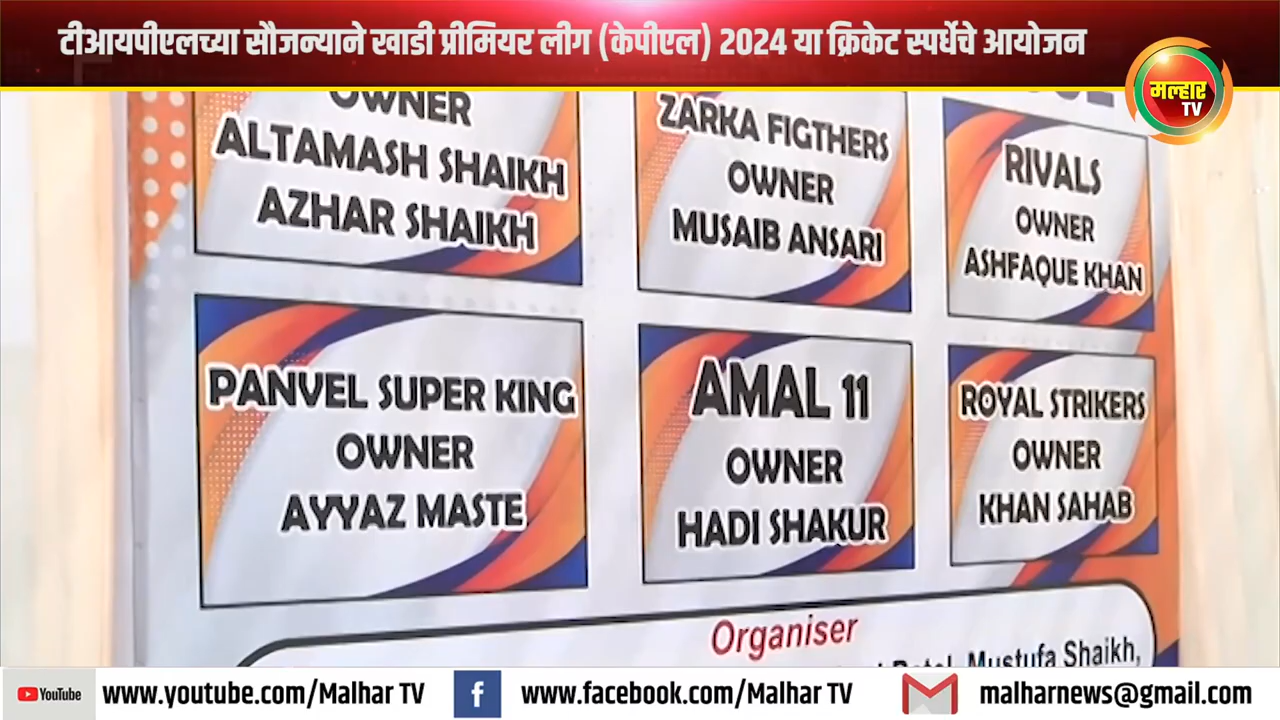 टीआयपीएलच्या सौजन्याने खाडी प्रीमियर लीग (केपीएल) 2024 या क्रिकेट स्पर्धेचे आयोजन
मल्हार
TV
OWNER
ALTAMASH SHAIKH
AZHAR SHAIKH
ZARKA FIGTHERS
OWNER
MUSAIB ANSARI
RIVALS
OWNER
ASHFAQUE KHAN
PANVEL SUPER KING
OWNER
AYYAZ MASTE
AMAL 11
OWNER
HADI SHAKUR
ROYAL STRIKERS
OWNER
KHAN SAHAB
Organiser
Mustufa Shaikh,
YouTube
www.youtube.com/Malhar TV
www.facebook.com/Malhar TV
malharnews@gmail.com